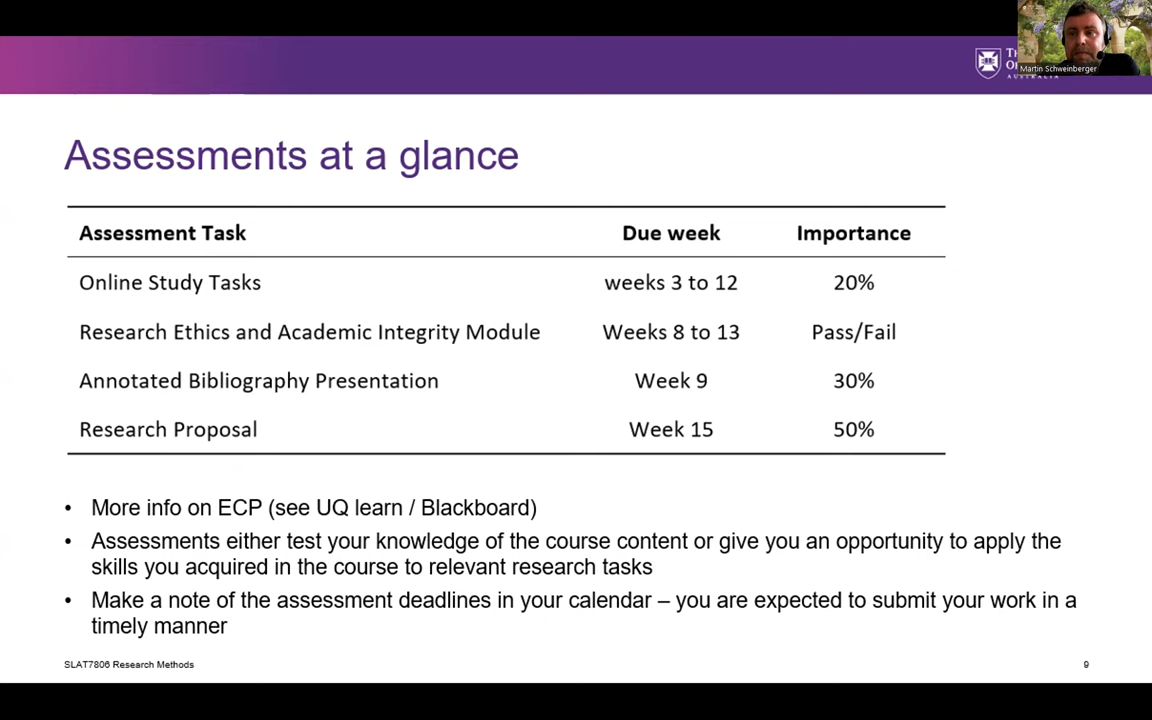 Martin Schweinberger
AUSTRALIA
Assessments at a glance
Assessment Task Due week Importance
Online Study Tasks weeks 3 to 12 20%
Research Ethics and Academic Integrity Module Weeks 8 to 13 Pass/Fail
Annotated Bibliography Presentation Week 9 30%
Research Proposal Week 15 50%
• More info on ECP (see UQ learn / Blackboard)
• Assessments either test your knowledge of the course content or give you an opportunity to apply the
skills you acquired in the course to relevant research tasks
• Make a note of the assessment deadlines in your calendar – you are expected to submit your work in a
timely manner
SLAT7806 Research Methods 9